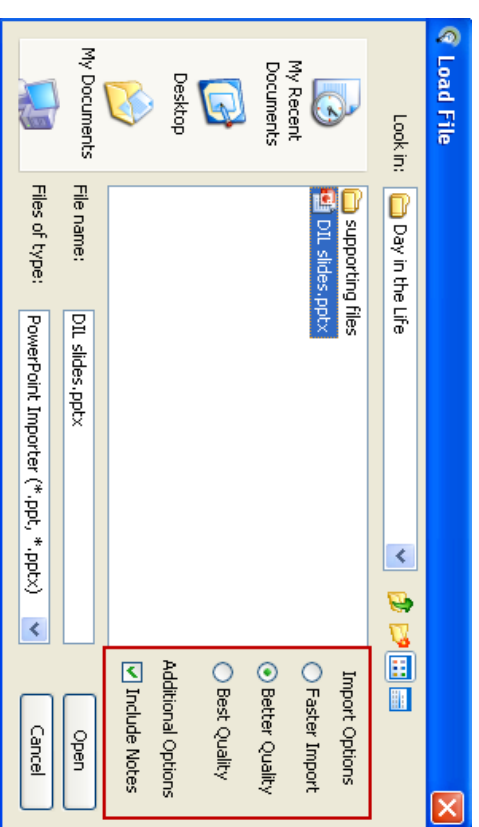 Load File
Look in:
Day in the Life
My Recent
Documents
Desktop
My Documents
supporting files
DIL slides.pptx
Import Options
Faster Import
Better Quality
Best Quality
Additional Options
Include Notes
File name:
DIL slides.pptx
Open
Files of type:
PowerPoint Importer (*.ppt, *.pptx)
Cancel